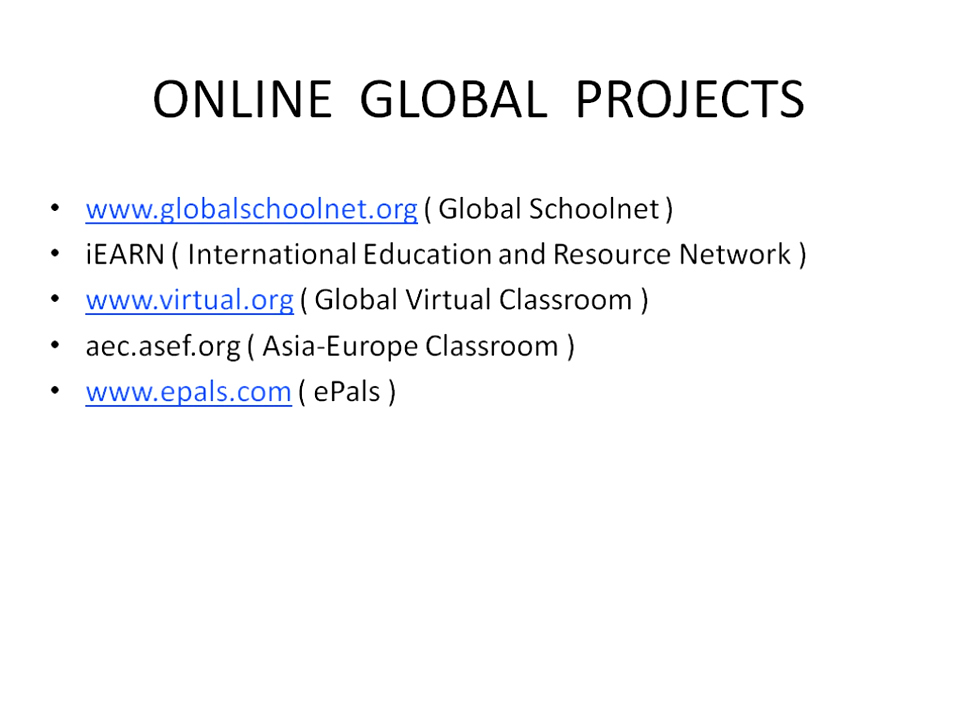 ONLINE GLOBAL PROJECTS
• www.globalschoolnet.org ( Global Schoolnet )
• iEARN ( International Education and Resource Network )
• www.virtual.org ( Global Virtual Classroom )
• aec.asef.org ( Asia-Europe Classroom )
• www.epals.com ( ePals )